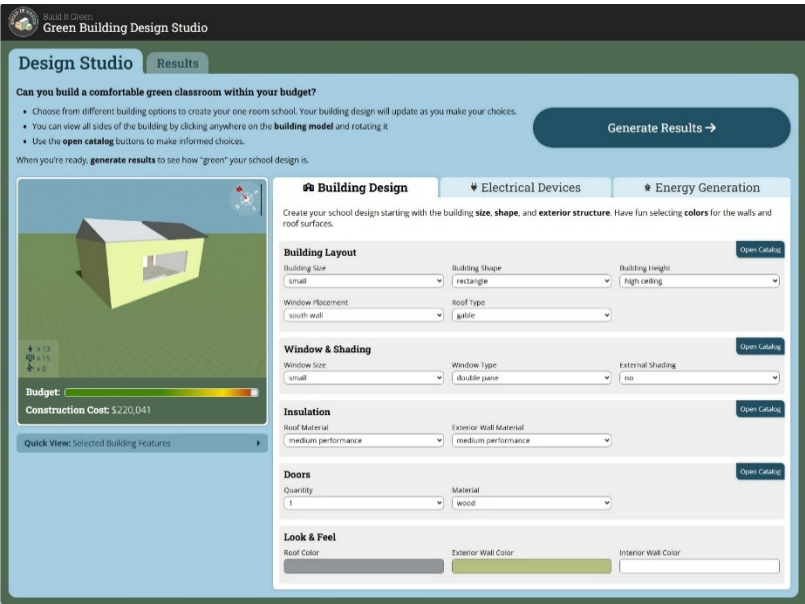 Build It Green
Green Building Design Studio
Design Studio
Results
Can you build a comfortable green classroom within your budget?
• Choose from different building options to create your one-room school. Your building design will update as you make your choices.
• You can view all sides of the building by clicking anywhere on the building model and rotating it
• Use the open catalog buttons to make informed choices.
When you're ready, generate results to see how "green" your school design is.
Generate Results →
x 13
x 15
x 0
Budget:
Construction Cost: $220,041
Quick View: Selected Building Features
Building Design
Electrical Devices
Energy Generation
Create your school design starting with the building size, shape, and exterior structure. Have fun selecting colors for the walls and
roof surfaces.
Building Layout
Open Catalog
Building Size
Building Shape
Building Height
small
rectangle
high ceiling
Window Placement
Roof Type
south wall
gable
Window & Shading
Open Catalog
Window Size
Window Type
External Shading
small
double pane
no
Insulation
Open Catalog
Roof Material
Exterior Wall Material
medium performance
medium performance
Doors
Open Catalog
Quantity
Material
1
wood
Look & Feel
Roof Color
Exterior Wall Color
Interior Wall Color